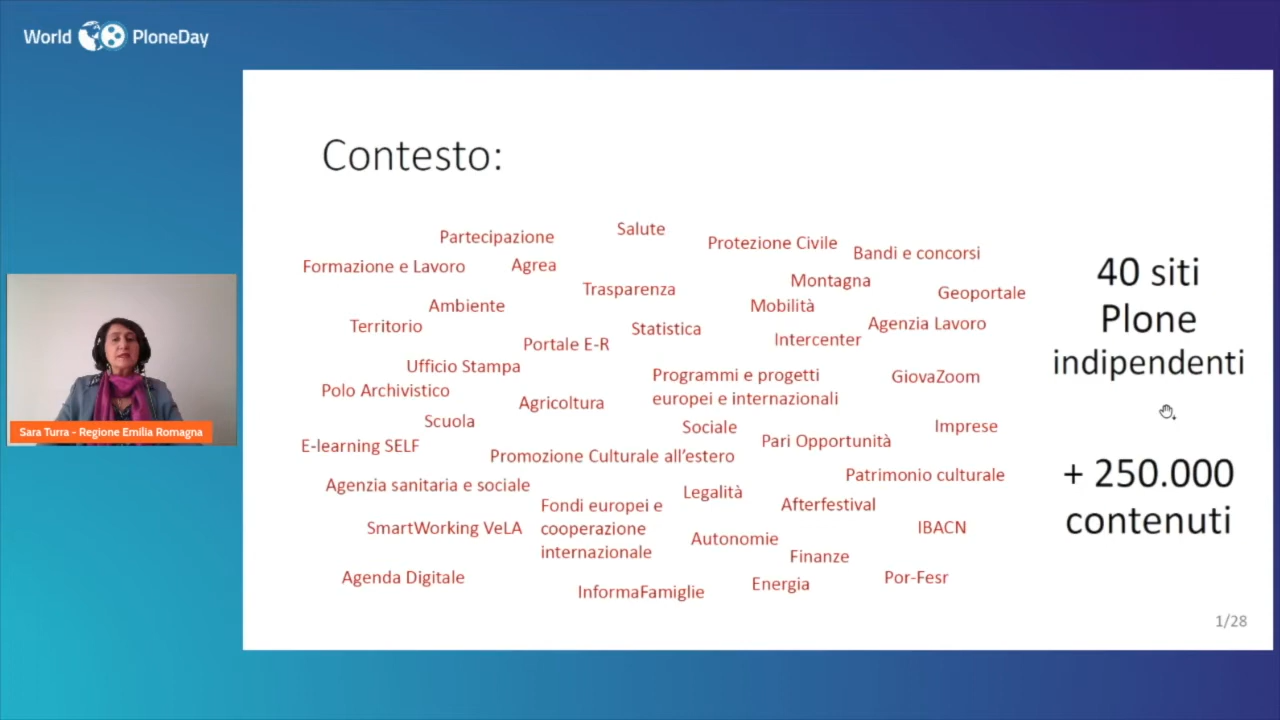 World PloneDay
Contesto:
Salute
Partecipazione
Protezione Civile
Bandi e concorsi
Formazione e Lavoro
Agrea
Montagna
Trasparenza
Geoportale
Ambiente
Mobilità
Territorio
Statistica
Agenzia Lavoro
Portale E-R
Intercenter
Ufficio Stampa
Programmi e progetti
europei e internazionali
GiovaZoom
Polo Archivistico
Agricoltura
Scuola
Sociale
Imprese
E-learning SELF
Pari Opportunità
Promozione Culturale all’estero
Patrimonio culturale
Agenzia sanitaria e sociale
Legalità
Fondi europei e
cooperazione
internazionale
Afterfestival
SmartWorking VeLA
IBACN
Autonomie
Finanze
Agenda Digitale
Energia
Por-Fesr
InformaFamiglie
40 siti
Plone
indipendenti
+ 250.000
contenuti
1/28
Sara Turra - Regione Emilia Romagna